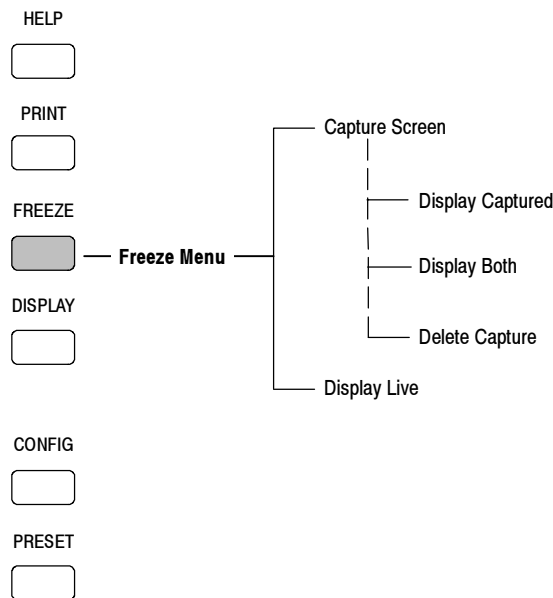 HELP
PRINT
Capture Screen
FREEZE
Display Captured
Freeze Menu
Display Both
DISPLAY
Delete Capture
Display Live
CONFIG
PRESET